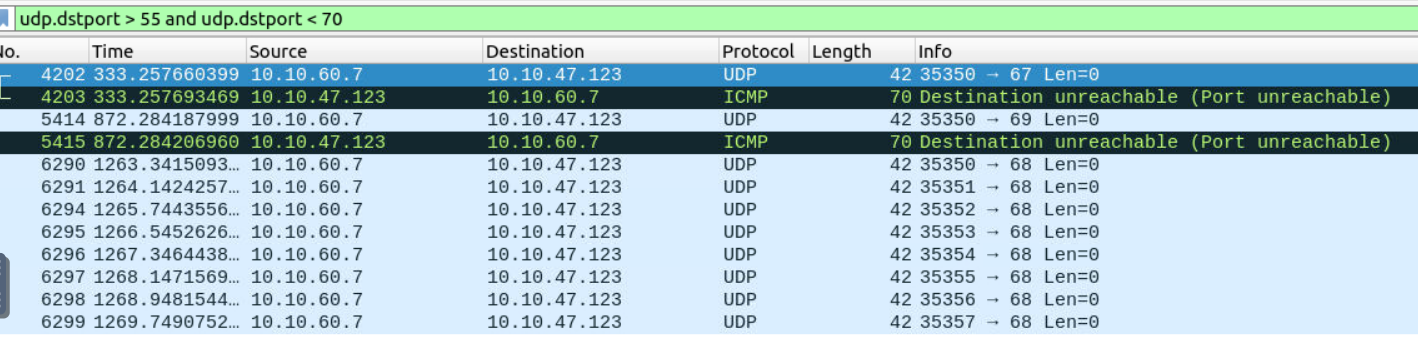 udp.dstport > 55 and udp.dstport < 70
No. Time Source Destination Protocol Length Info
4202 333.257660399 10.10.60.7 10.10.47.123 UDP 42 35350 → 67 Len=0
4203 333.257693469 10.10.47.123 10.10.60.7 ICMP 70 Destination unreachable (Port unreachable)
5414 872.284187999 10.10.60.7 10.10.47.123 UDP 42 35350 → 69 Len=0
5415 872.284206960 10.10.47.123 10.10.60.7 ICMP 70 Destination unreachable (Port unreachable)
6290 1263.3415093… 10.10.60.7 10.10.47.123 UDP 42 35350 → 68 Len=0
6291 1264.1424257… 10.10.60.7 10.10.47.123 UDP 42 35351 → 68 Len=0
6294 1265.7443556… 10.10.60.7 10.10.47.123 UDP 42 35352 → 68 Len=0
6295 1266.5452626… 10.10.60.7 10.10.47.123 UDP 42 35353 → 68 Len=0
6296 1267.3464438… 10.10.60.7 10.10.47.123 UDP 42 35354 → 68 Len=0
6297 1268.1471569… 10.10.60.7 10.10.47.123 UDP 42 35355 → 68 Len=0
6298 1268.9481544… 10.10.60.7 10.10.47.123 UDP 42 35356 → 68 Len=0
6299 1269.7490752… 10.10.60.7 10.10.47.123 UDP 42 35357 → 68 Len=0